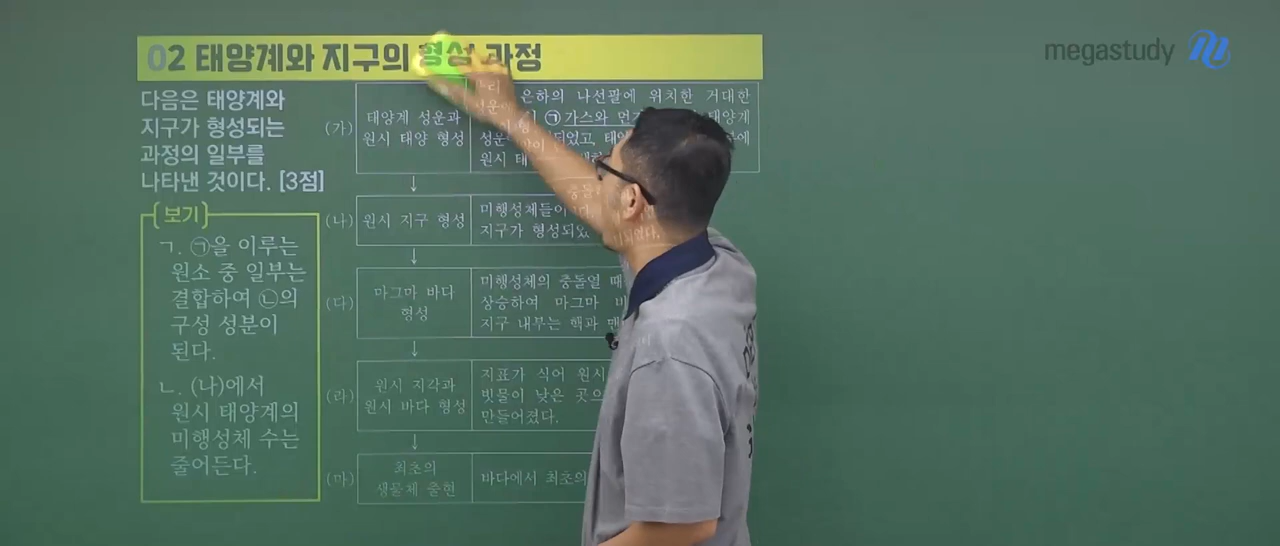 megastudy
02 태양계와 지구의 형성 과정
다음은 태양계와
지구가 형성되는
과정의 일부를
나타낸 것이다. [3점]
보기
ㄱ. ㉠을 이루는
원소 중 일부는
결합하여 ㉡의
구성 성분이
된다.
ㄴ. (나)에서
원시 태양계의
미행성체 수는
줄어든다.
(가)
태양계 성운과
원시 태양 형성
은하의 나선팔에 위치한 거대한
㉠가스와 태양계
원시
(나)
원시 지구 형성
미행성체들이
지구가 형성되었
(다)
마그마 바다
형성
미행성체의 충돌열
상승하여 마그마
지구 내부는 핵과
(라)
원시 지각과
원시 바다 형성
지표가 식어 원시
빗물이 낮은
만들어졌다.
(마)
최초의
생물체 출현
바다에서 최초의